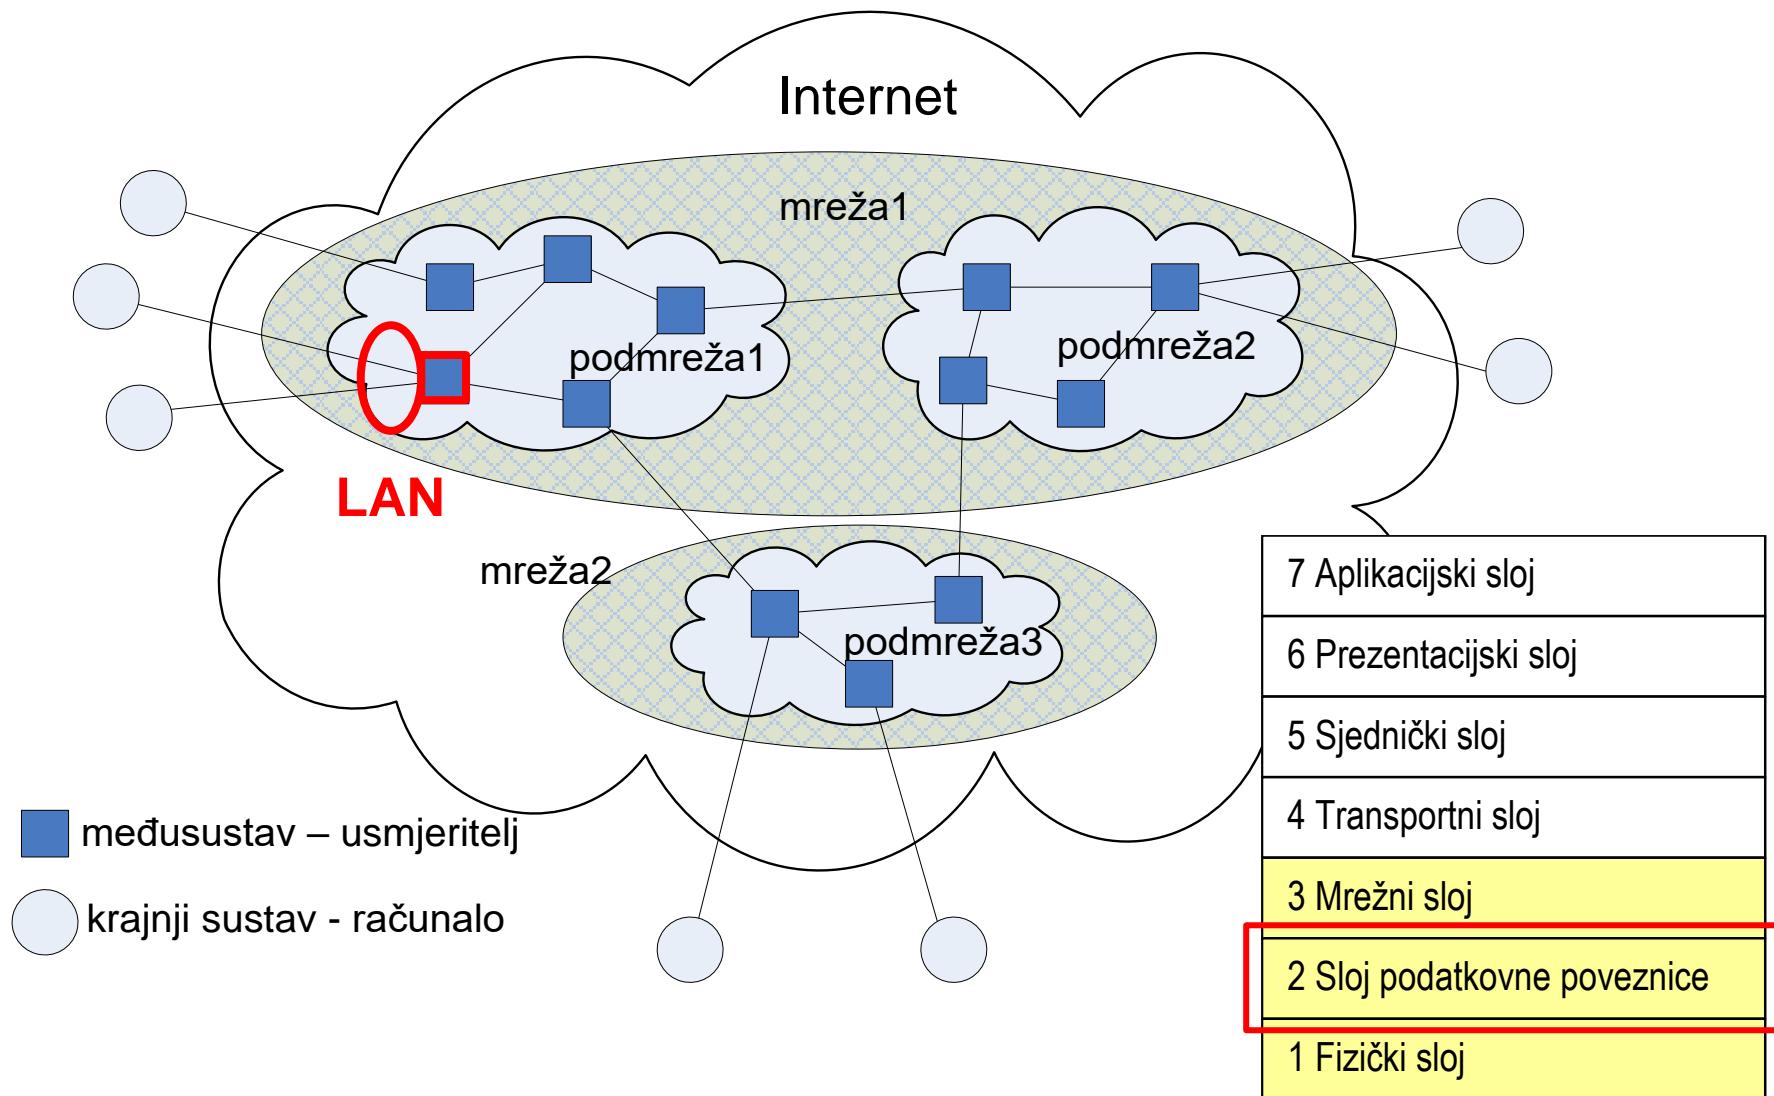 Internet
mreža1
podmreža1
podmreža2
LAN
mreža2
podmreža3
međusustav – usmjeritelj
krajnji sustav - računalo
7 Aplikacijski sloj
6 Prezentacijski sloj
5 Sjednički sloj
4 Transportni sloj
3 Mrežni sloj
2 Sloj podatkovne poveznice
1 Fizički sloj